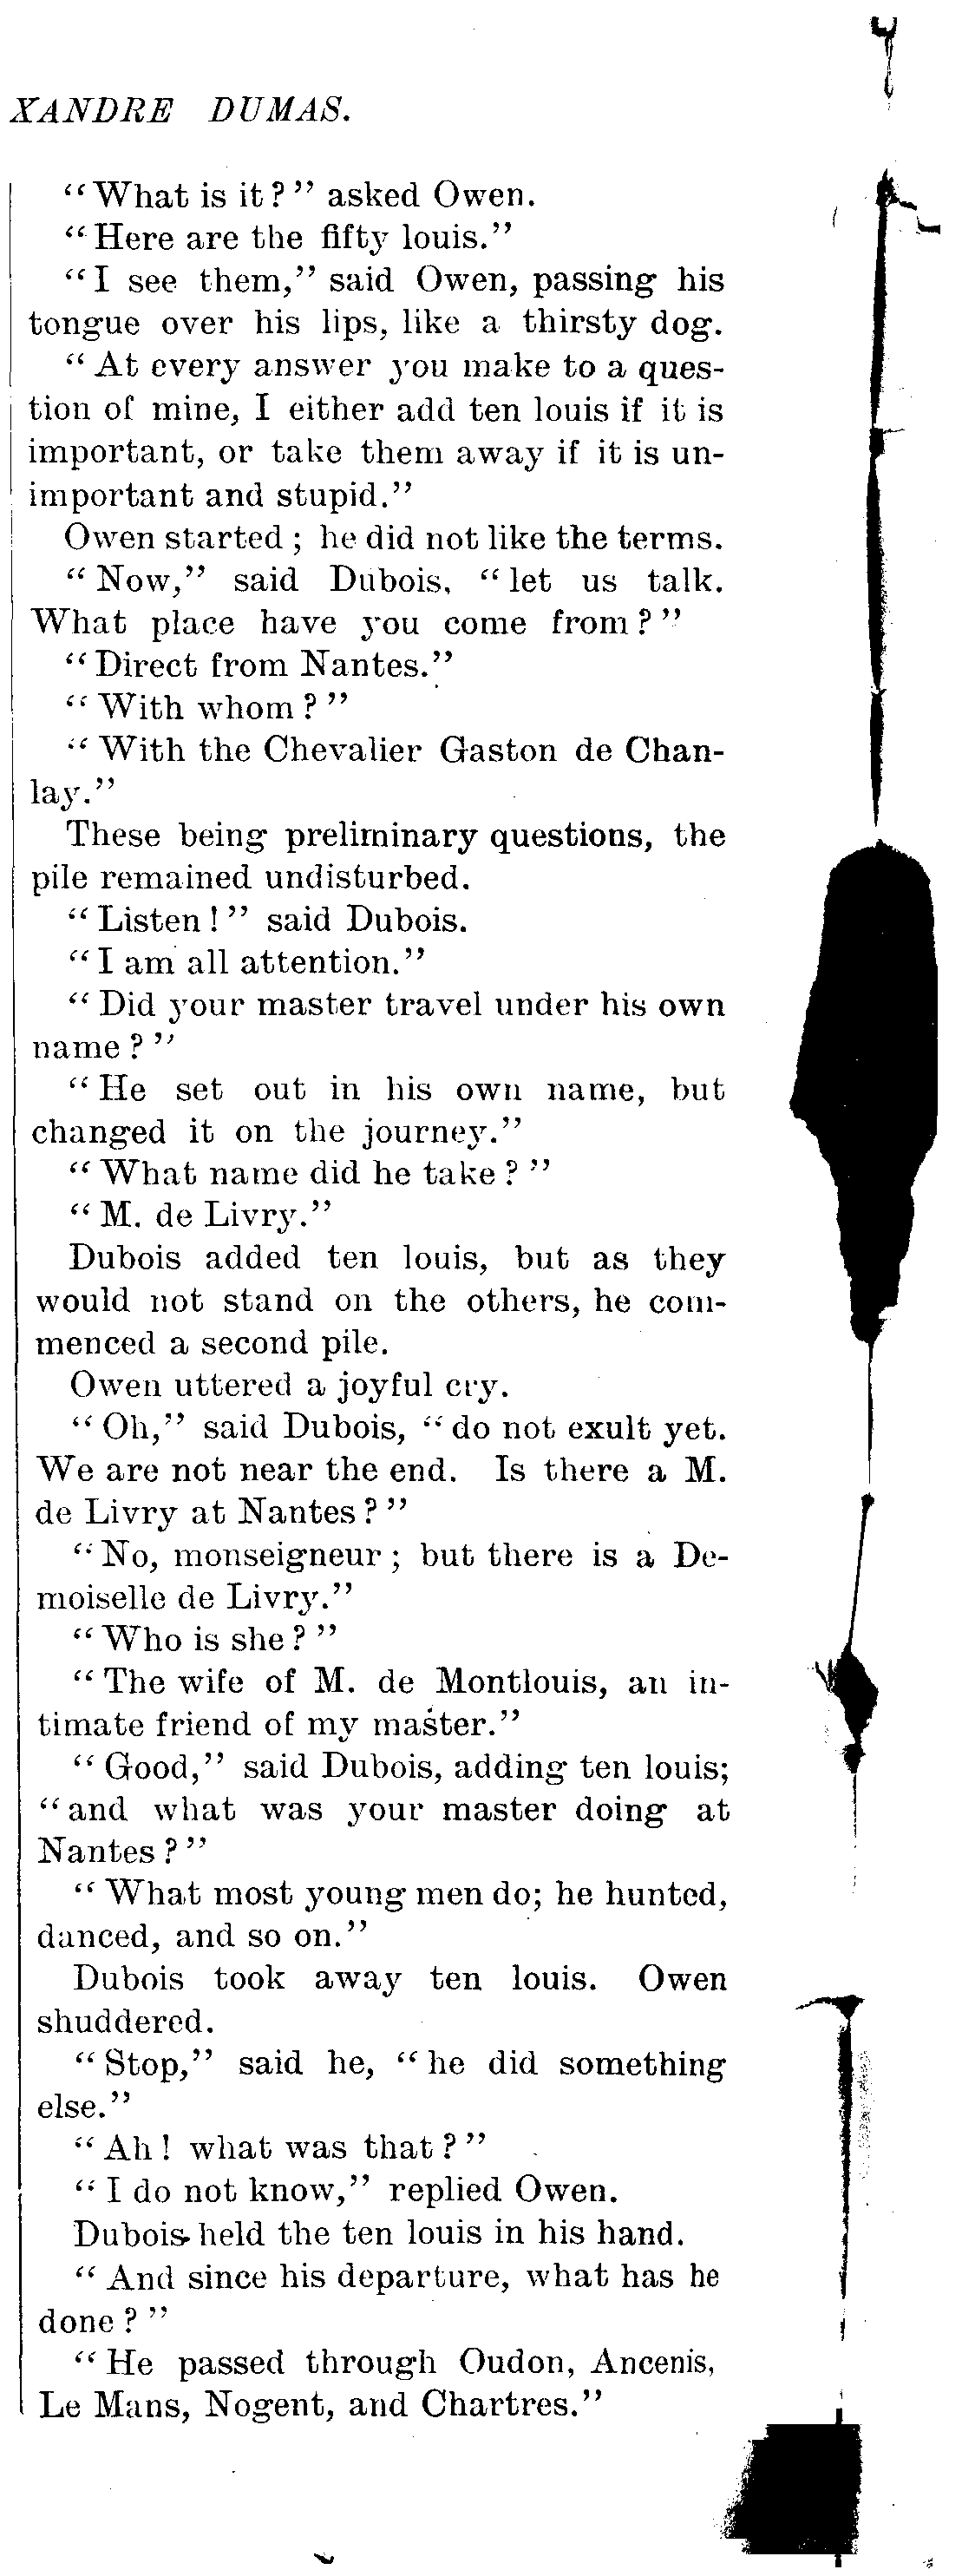 XANDRE DUMAS.
“What is it?” asked Owen.
“Here are the fifty louis.”
“I see them,” said Owen, passing his
tongue over his lips, like a thirsty dog.
“At every answer you make to a ques-
tion of mine, I either add ten louis if it is
important, or take them away if it is un-
important and stupid.”
Owen started; he did not like the terms.
“Now,” said Dubois, “let us talk.
What place have you come from?”
“Direct from Nantes.”
“With whom?”
“With the Chevalier Gaston de Chan-
lay.”
These being preliminary questions, the
pile remained undisturbed.
“Listen!” said Dubois.
“I am all attention.”
“Did your master travel under his own
name?”
“He set out in his own name, but
changed it on the journey.”
“What name did he take?”
“M. de Livry.”
Dubois added ten louis, but as they
would not stand on the others, he com-
menced a second pile.
Owen uttered a joyful cry.
“Oh,” said Dubois, “do not exult yet.
We are not near the end. Is there a M.
de Livry at Nantes?”
“No, monseigneur; but there is a De-
moiselle de Livry.”
“Who is she?”
“The wife of M. de Montlouis, an in-
timate friend of my master.”
“Good,” said Dubois, adding ten louis;
“and what was your master doing at
Nantes?”
“What most young men do; he hunted,
danced, and so on.”
Dubois took away ten louis. Owen
shuddered.
“Stop,” said he, “he did something
else.”
“Ah! what was that?”
“I do not know,” replied Owen.
Dubois held the ten louis in his hand.
“And since his departure, what has he
done?”
“He passed through Oudon, Ancenis,
Le Mans, Nogent, and Chartres.”